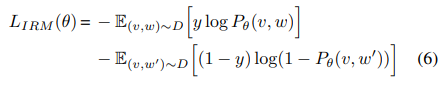 L_{IRM}(θ) = − 𝔼_{(v,w)∼D}[y log P_θ(v, w)]
− 𝔼_{(v,w′)∼D}[(1 − y) log(1 − P_θ(v, w′))] (6)